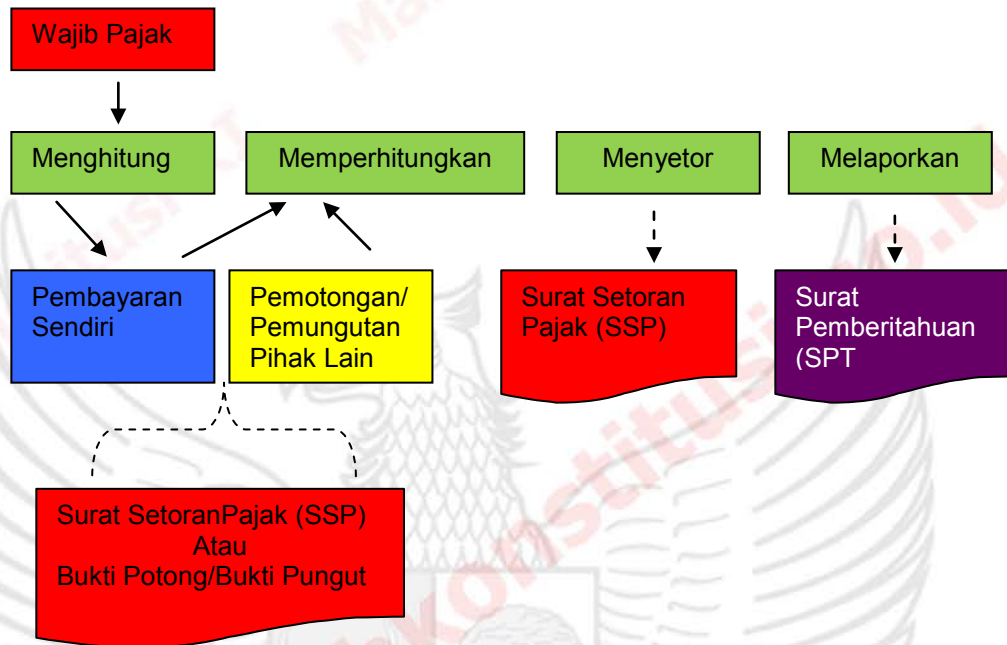 Wajib Pajak
Menghitung
Memperhitungkan
Menyetor
Melaporkan
Pembayaran
Sendiri
Pemotongan/
Pemungutan
Pihak Lain
Surat Setoran
Pajak (SSP)
Surat
Pemberitahuan
(SPT
Surat SetoranPajak (SSP)
Atau
Bukti Potong/Bukti Pungut